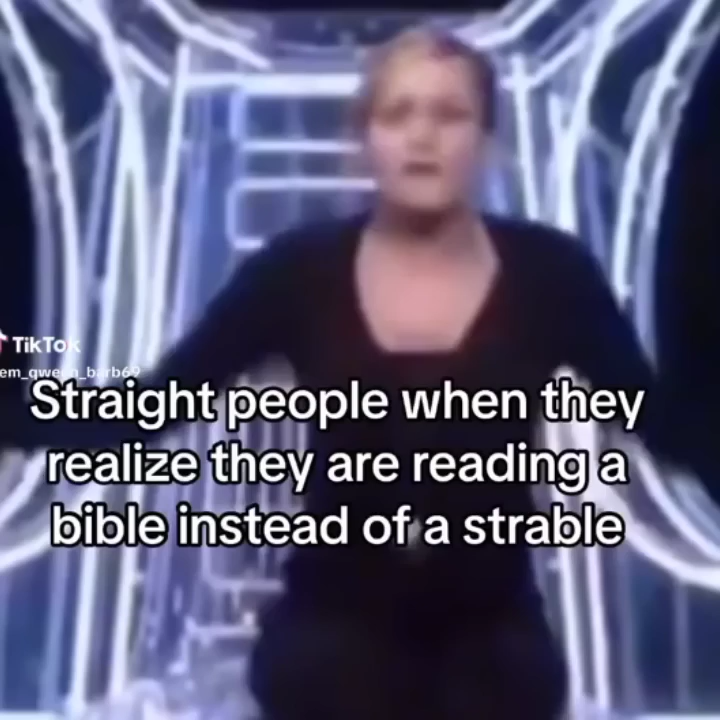 TikTok
Straight people when they
realize they are reading a
bible instead of a strable